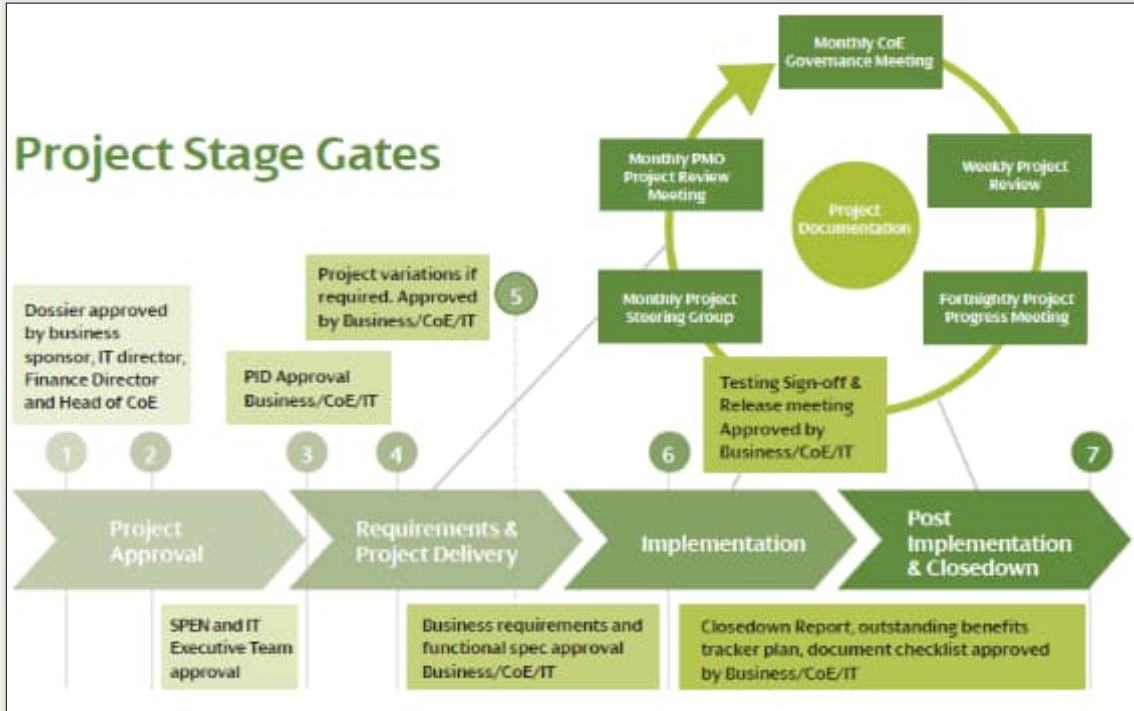 Project Stage Gates
Monthly CoE
Governance Meeting
Monthly PMO
Project Review
Meeting
Weekly Project
Review
Project
Documentation
Monthly Project
Steering Group
Fortnightly Project
Progress Meeting
Dossier approved
by business
sponsor, IT director,
Finance Director
and Head of CoE
Project variations if
required. Approved
by Business/CoE/IT
5
PID Approval
Business/CoE/IT
Testing Sign-off &
Release meeting
Approved by
Business/CoE/IT
1
2
3
4
6
7
Project
Approval
Requirements &
Project Delivery
Implementation
Post
Implementation
& Closedown
SPEN and IT
Executive Team
approval
Business requirements and
functional spec approval
Business/CoE/IT
Closedown Report, outstanding benefits
tracker plan, document checklist approved
by Business/CoE/IT